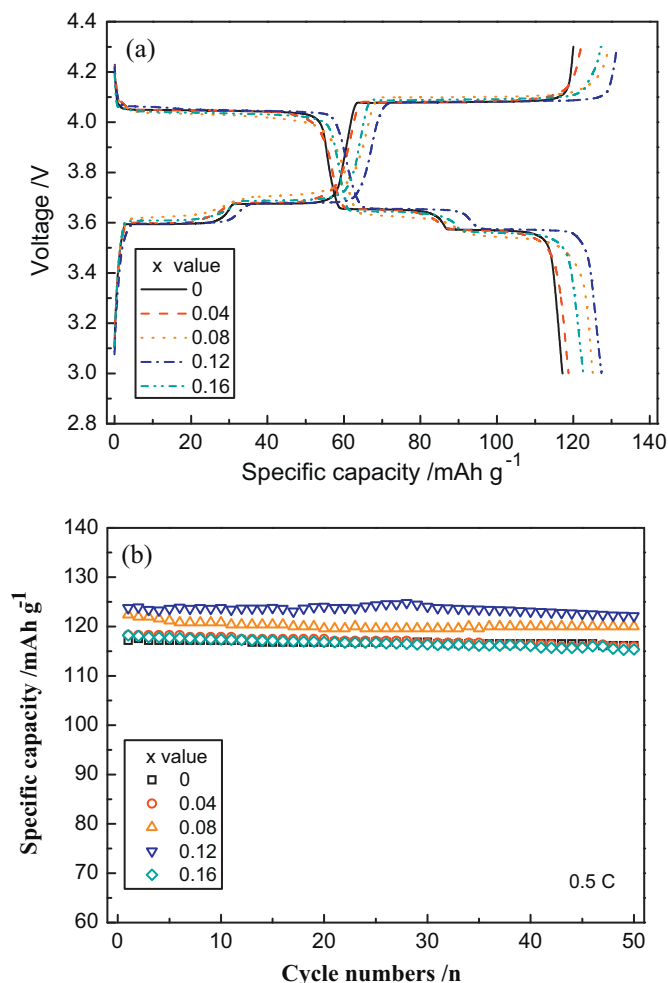 (a)
4.4
4.2
4.0
3.8
3.6
3.4
3.2
3.0
2.8
Voltage /V
x value
0
0.04
0.08
0.12
0.16
0 20 40 60 80 100 120 140
Specific capacity /mAh g⁻¹
(b)
140
130
120
110
100
90
80
70
60
Specific capacity /mAh g⁻¹
x value
0
0.04
0.08
0.12
0.16
0.5 C
0 10 20 30 40 50
Cycle numbers /n